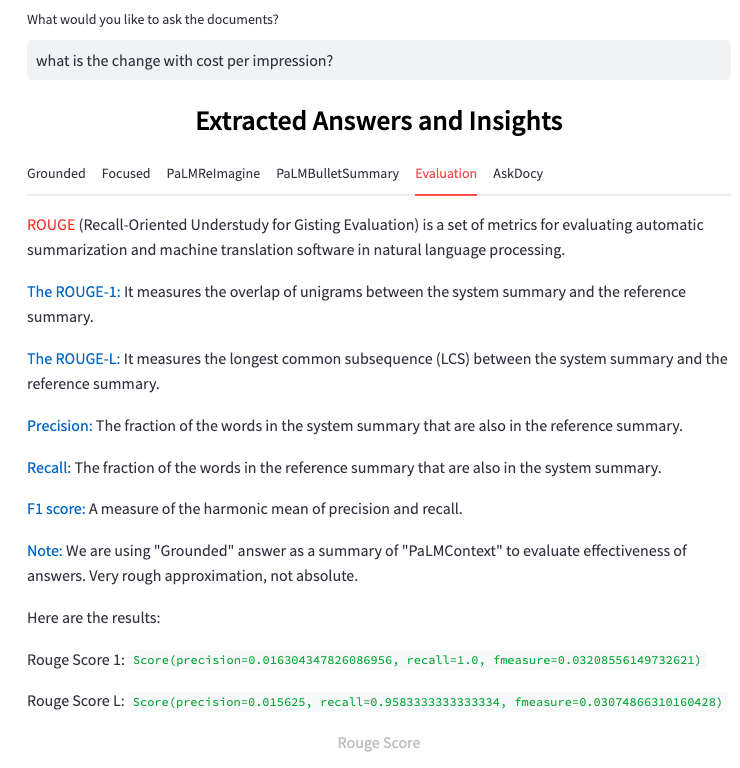 What would you like to ask the documents?
what is the change with cost per impression?
Extracted Answers and Insights
Grounded Focused PaLMReImagine PaLMBulletSummary Evaluation AskDocy
ROUGE (Recall-Oriented Understudy for Gisting Evaluation) is a set of metrics for evaluating automatic
summarization and machine translation software in natural language processing.
The ROUGE-1: It measures the overlap of unigrams between the system summary and the reference
summary.
The ROUGE-L: It measures the longest common subsequence (LCS) between the system summary and the
reference summary.
Precision: The fraction of the words in the system summary that are also in the reference summary.
Recall: The fraction of the words in the reference summary that are also in the system summary.
F1 score: A measure of the harmonic mean of precision and recall.
Note: We are using "Grounded" answer as a summary of "PaLMContext" to evaluate effectiveness of
answers. Very rough approximation, not absolute.
Here are the results:
Rouge Score 1: Score(precision=0.016304347826086956, recall=1.0, fmeasure=0.03208556149732621)
Rouge Score L: Score(precision=0.015625, recall=0.9583333333333334, fmeasure=0.03074866310160428)
Rouge Score